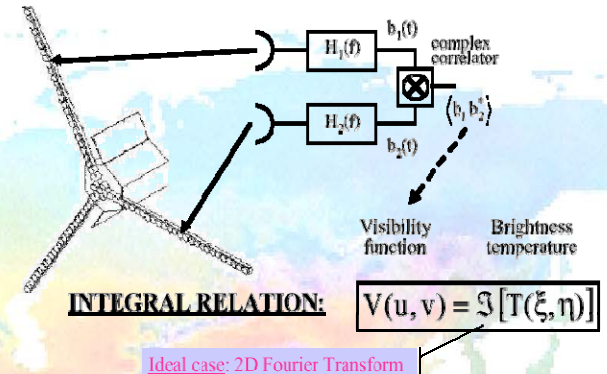 b₁(t)
H₁(f)
complex
correlator
⟨b₁ b₂*⟩
H₂(f)
b₂(t)
Visibility
function
Brightness
temperature
INTEGRAL RELATION:
V(u, v) = ℑ[T(ξ, η)]
Ideal case: 2D Fourier Transform